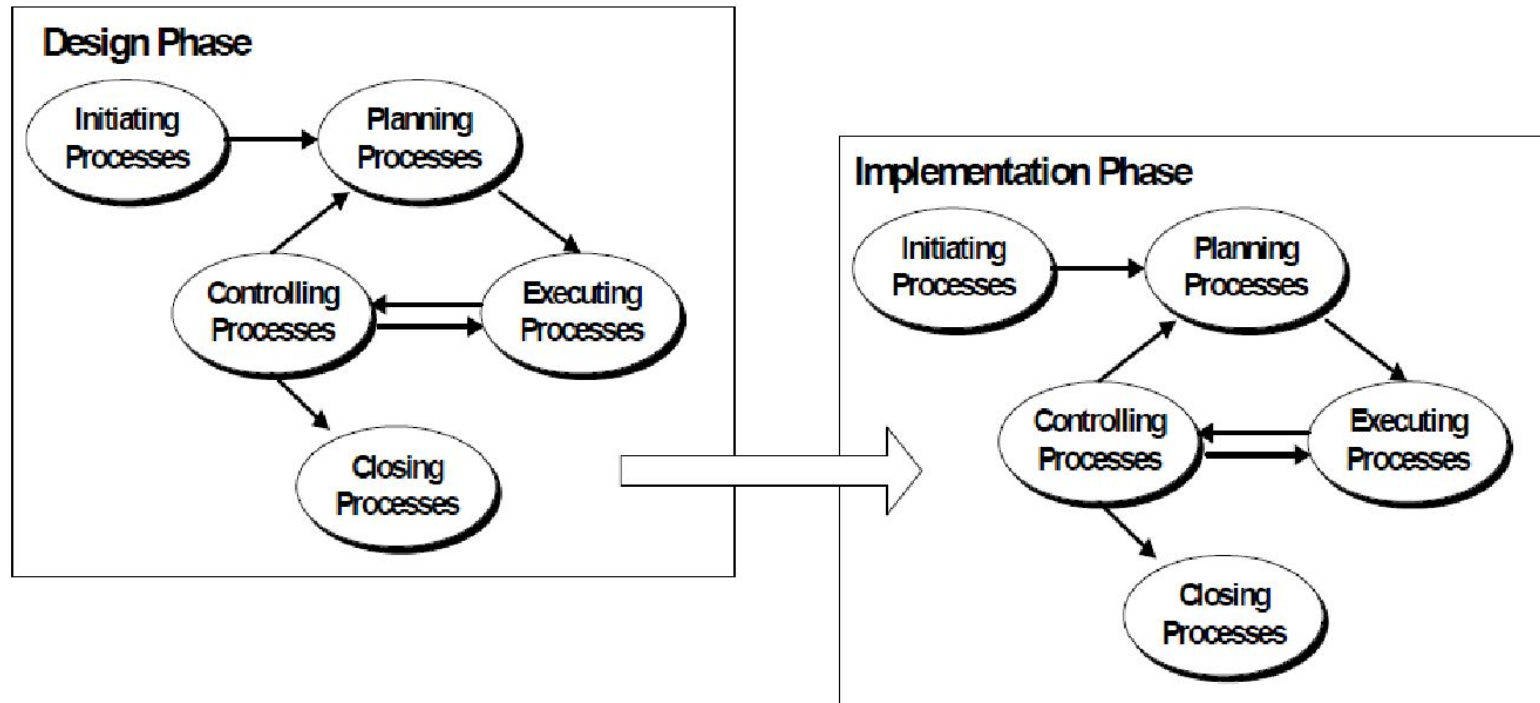 Design Phase
Initiating
Processes
Planning
Processes
Controlling
Processes
Executing
Processes
Closing
Processes
Implementation Phase
Initiating
Processes
Planning
Processes
Controlling
Processes
Executing
Processes
Closing
Processes